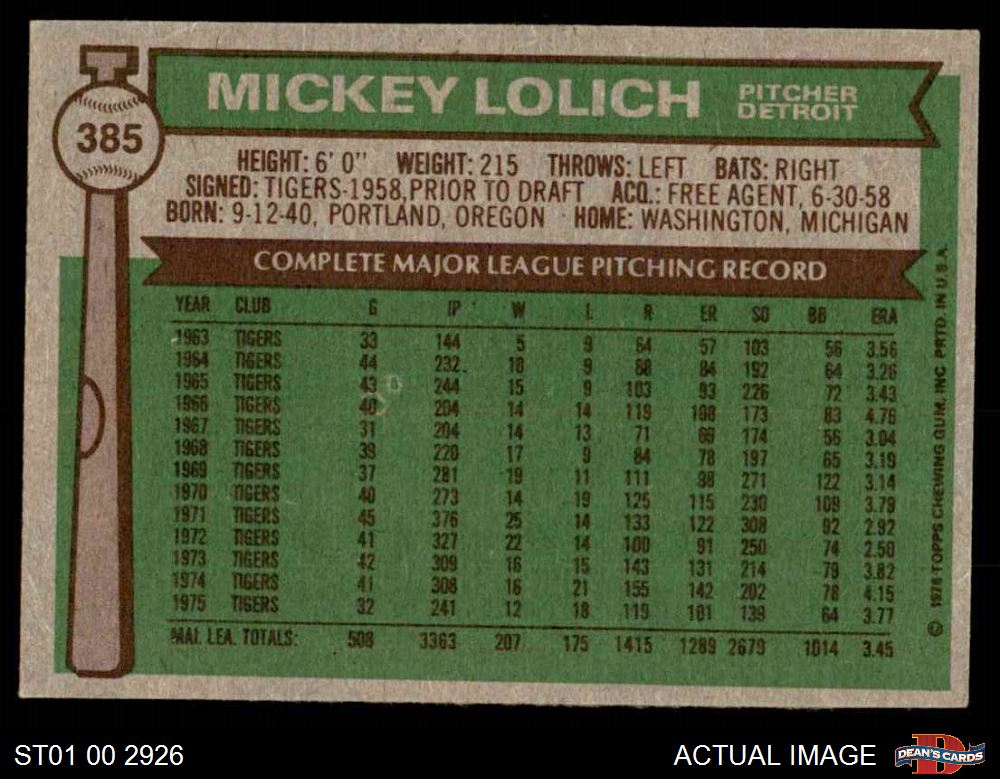 MICKEY LOLICH PITCHER DETROIT
385
HEIGHT: 6' 0" WEIGHT: 215 THROWS: LEFT BATS: RIGHT
SIGNED: TIGERS-1958, PRIOR TO DRAFT ACQ.: FREE AGENT, 6-30-58
BORN: 9-12-40, PORTLAND, OREGON HOME: WASHINGTON, MICHIGAN
COMPLETE MAJOR LEAGUE PITCHING RECORD
YEAR CLUB G IP W L R ER SO BB ERA
1963 TIGERS 33 144 5 9 64 57 103 56 3.56
1964 TIGERS 44 232 18 9 88 84 192 64 3.26
1965 TIGERS 43 244 15 9 103 93 226 72 3.43
1966 TIGERS 40 204 14 14 119 108 173 83 4.76
1967 TIGERS 31 204 14 13 71 69 174 56 3.04
1968 TIGERS 39 220 17 9 84 78 197 65 3.19
1969 TIGERS 37 281 19 11 111 98 271 122 3.14
1970 TIGERS 40 273 14 19 125 115 230 109 3.79
1971 TIGERS 45 376 25 14 133 122 308 92 2.92
1972 TIGERS 41 327 22 14 100 91 250 74 2.50
1973 TIGERS 42 309 16 15 143 131 214 79 3.82
1974 TIGERS 41 308 16 21 155 142 202 78 4.15
1975 TIGERS 32 241 12 18 119 101 139 64 3.77
MAJ. LEA. TOTALS: 508 3363 207 175 1415 1289 2679 1014 3.45
© 1976 TOPPS CHEWING GUM, INC. PRTD. IN U.S.A.
ST01 00 2926
ACTUAL IMAGE
DEAN'S CARDS